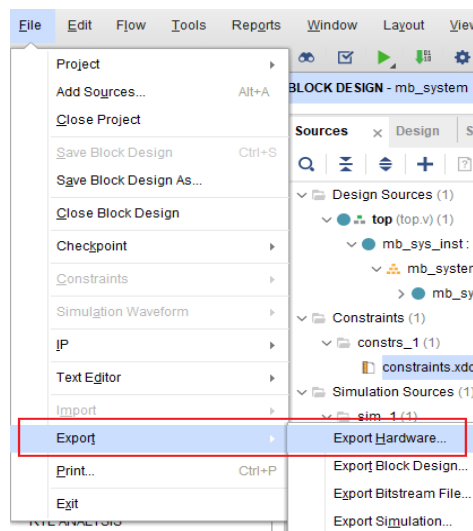 File Edit Flow Tools Reports Window Layout View
Project
BLOCK DESIGN - mb_system
Add Sources... Alt+A
Close Project
Sources Design
Save Block Design Ctrl+S
Save Block Design As...
Design Sources (1)
Close Block Design
top (top.v) (1)
Checkpoint
mb_sys_inst :
Constraints
mb_system
Simulation Waveform
Constraints (1)
IP
constrs_1 (1)
Text Editor
constraints.xdc
Simulation Sources (1)
Import
sim_1 (1)
Export
Export Hardware...
Print... Ctrl+P
Export Block Design...
Export Bitstream File...
Exit
Export Simulation...